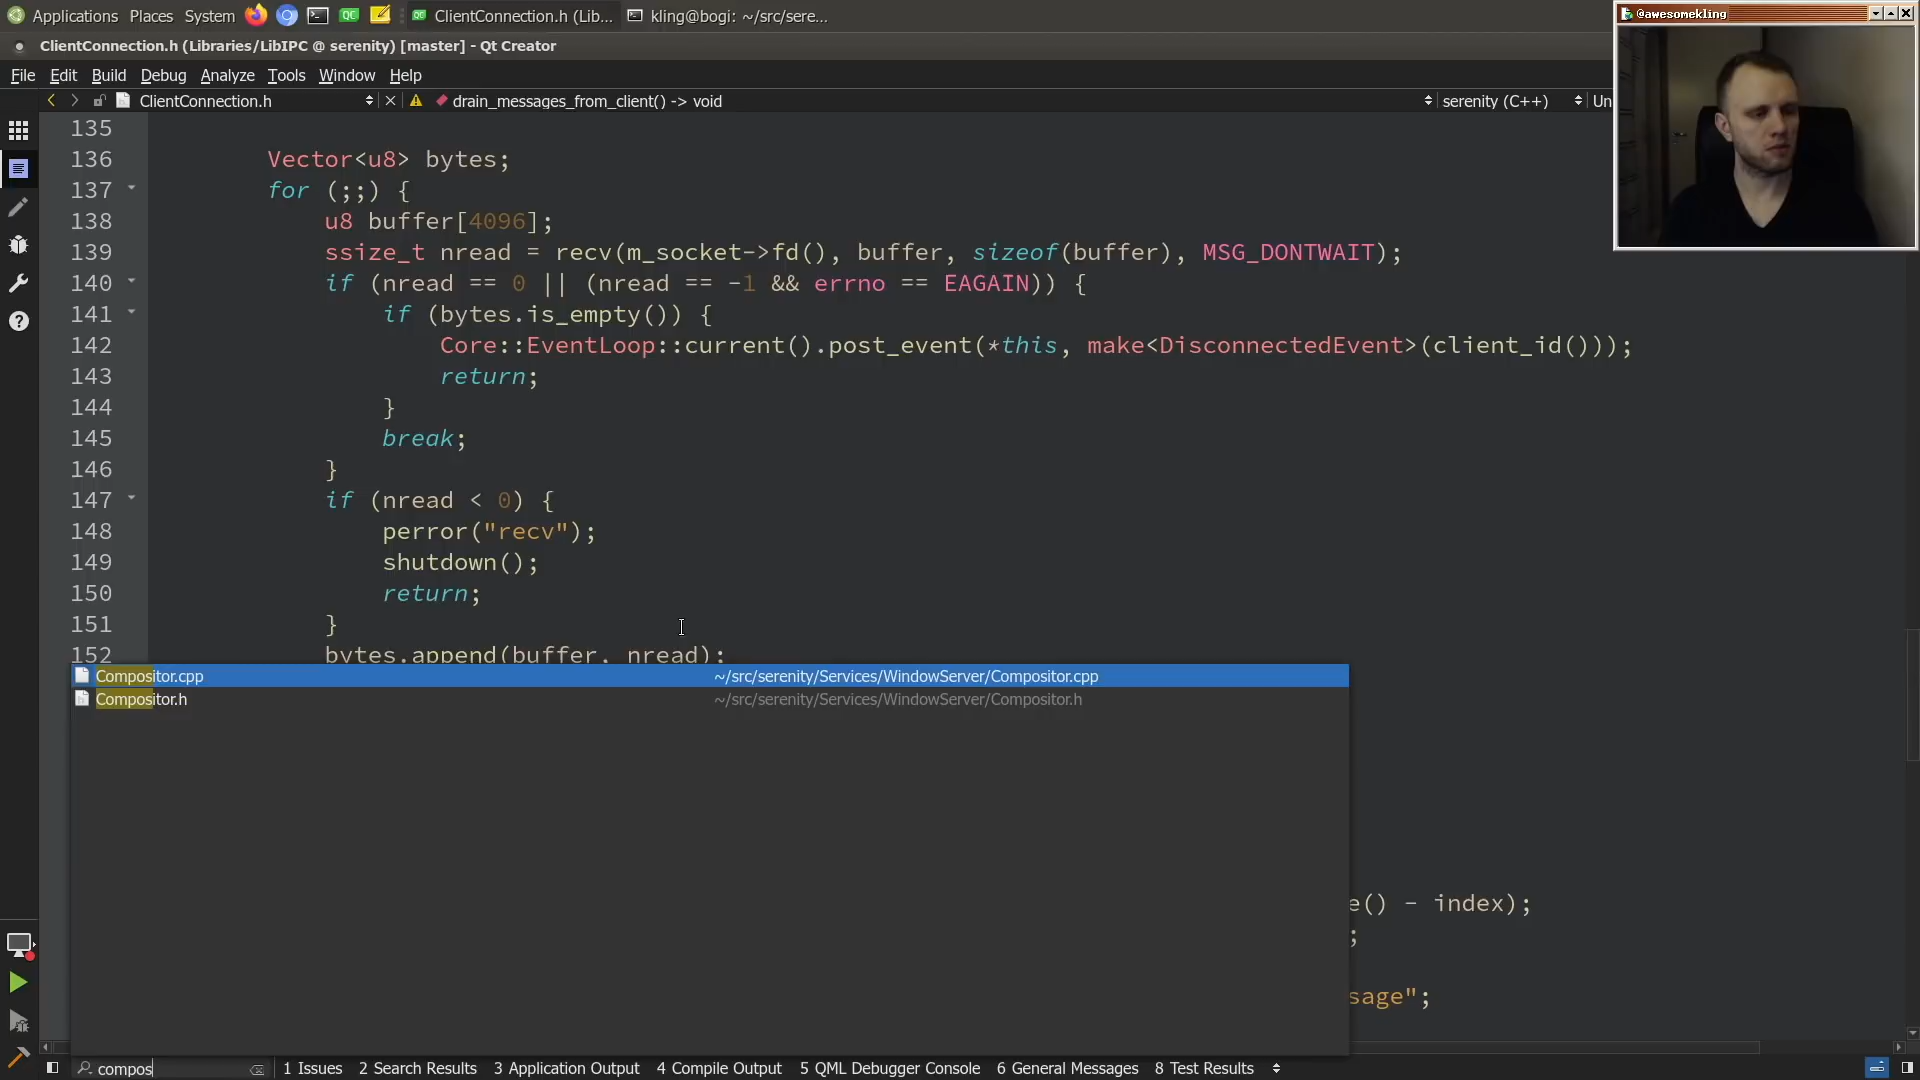 Applications Places System ClientConnection.h (Lib... kling@bogi: ~/src/sere...
@awesomekling
ClientConnection.h (Libraries/LibIPC @ serenity) [master] - Qt Creator
File Edit Build Debug Analyze Tools Window Help
ClientConnection.h drain_messages_from_client() -> void serenity (C++) Un
135
136 Vector<u8> bytes;
137 for (;;) {
138 u8 buffer[4096];
139 ssize_t nread = recv(m_socket->fd(), buffer, sizeof(buffer), MSG_DONTWAIT);
140 if (nread == 0 || (nread == -1 && errno == EAGAIN)) {
141 if (bytes.is_empty()) {
142 Core::EventLoop::current().post_event(*this, make<DisconnectedEvent>(client_id()));
143 return;
144 }
145 break;
146 }
147 if (nread < 0) {
148 perror("recv");
149 shutdown();
150 return;
151 }
152 bytes.append(buffer, nread);
Compositor.cpp ~/src/serenity/Services/WindowServer/Compositor.cpp
Compositor.h ~/src/serenity/Services/WindowServer/Compositor.h
e() - index);
;
sage";
compos 1 Issues 2 Search Results 3 Application Output 4 Compile Output 5 QML Debugger Console 6 General Messages 8 Test Results